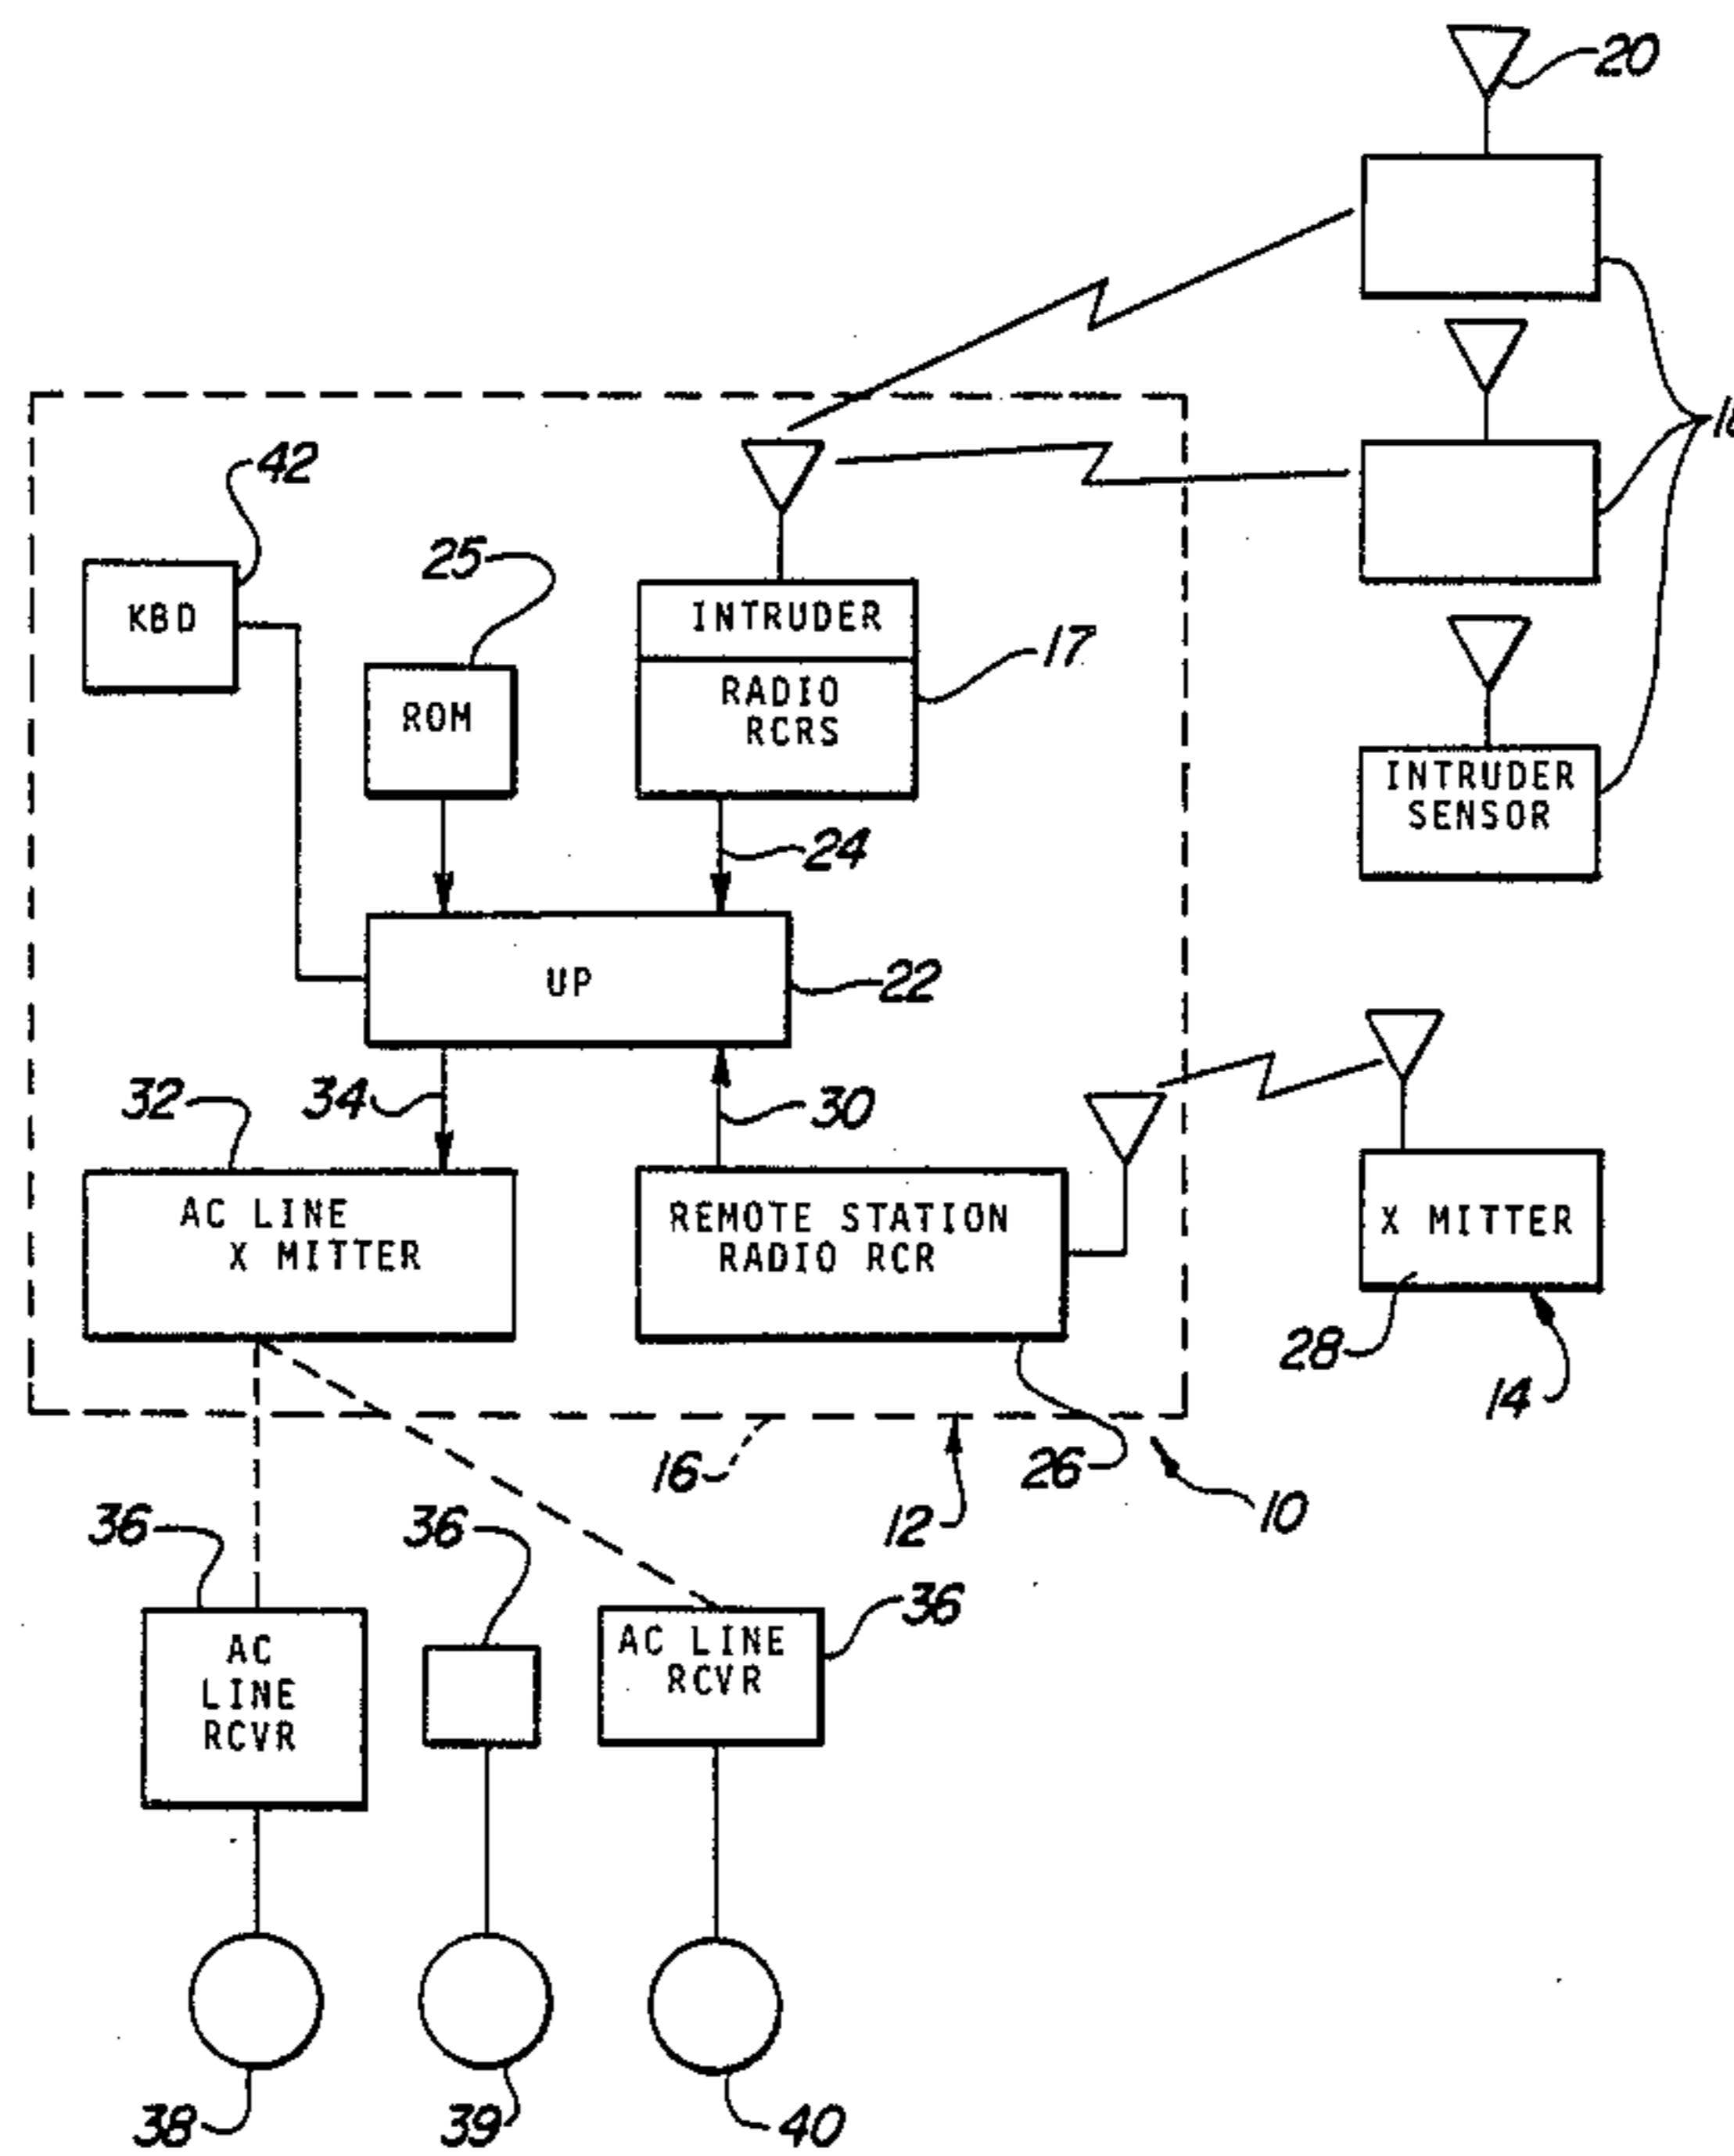 20
42
25
KBD
INTRUDER
17
RADIO
RCRS
ROM
INTRUDER
SENSOR
24
UP
22
32
34
30
AC LINE
X MITTER
REMOTE STATION
RADIO RCR
X MITTER
28
14
16
26
12
10
36
36
36
AC
LINE
RCVR
AC LINE
RCVR
38
39
40